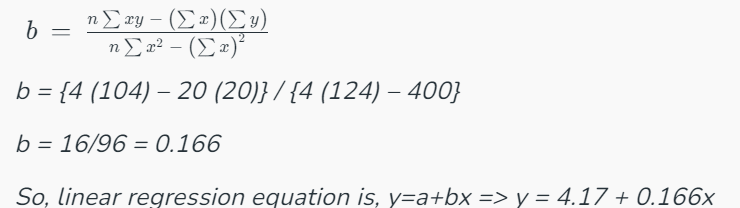 b = n∑xy − (∑x)(∑y) / n∑x² − (∑x)²
b = {4 (104) – 20 (20)} / {4 (124) – 400}
b = 16/96 = 0.166
So, linear regression equation is, y=a+bx => y = 4.17 + 0.166x